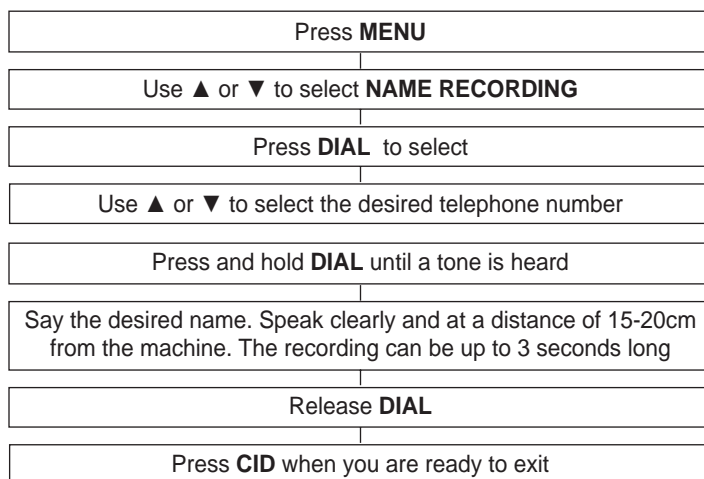 Press MENU
Use ▲ or ▼ to select NAME RECORDING
Press DIAL to select
Use ▲ or ▼ to select the desired telephone number
Press and hold DIAL until a tone is heard
Say the desired name. Speak clearly and at a distance of 15-20cm
from the machine. The recording can be up to 3 seconds long
Release DIAL
Press CID when you are ready to exit